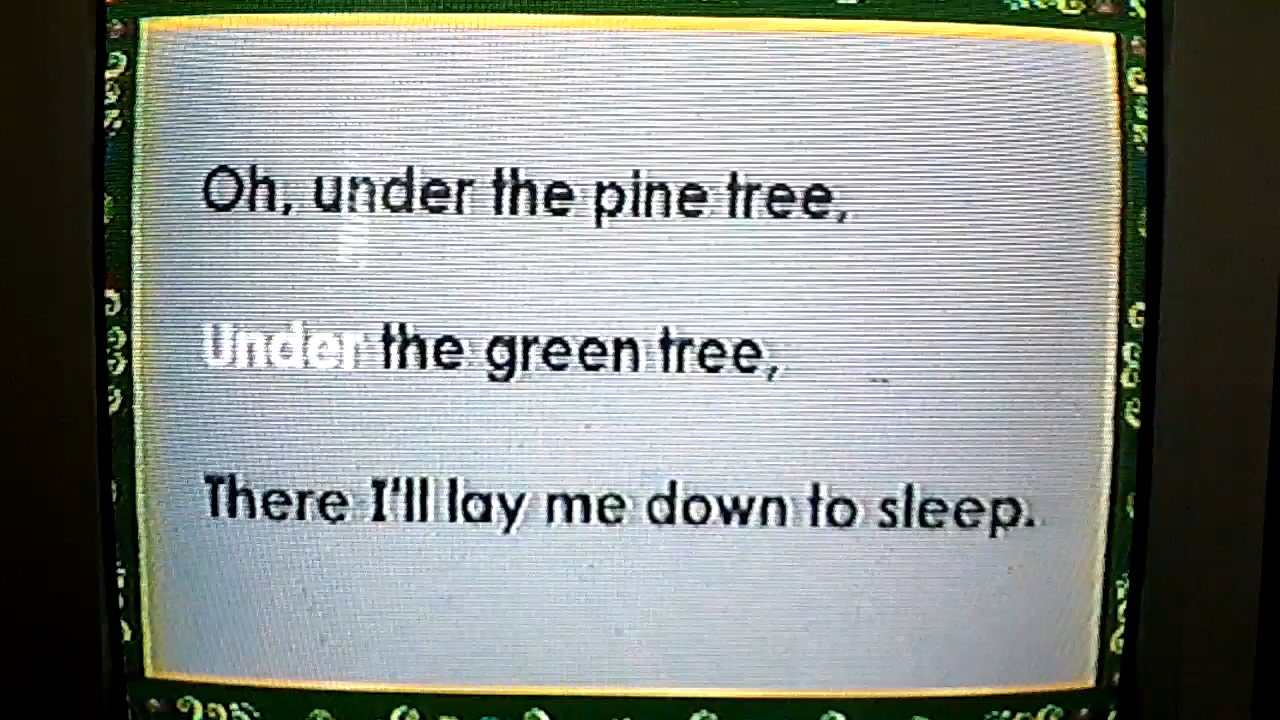 Oh, under the pine tree,
Under the green tree,
There I'll lay me down to sleep.